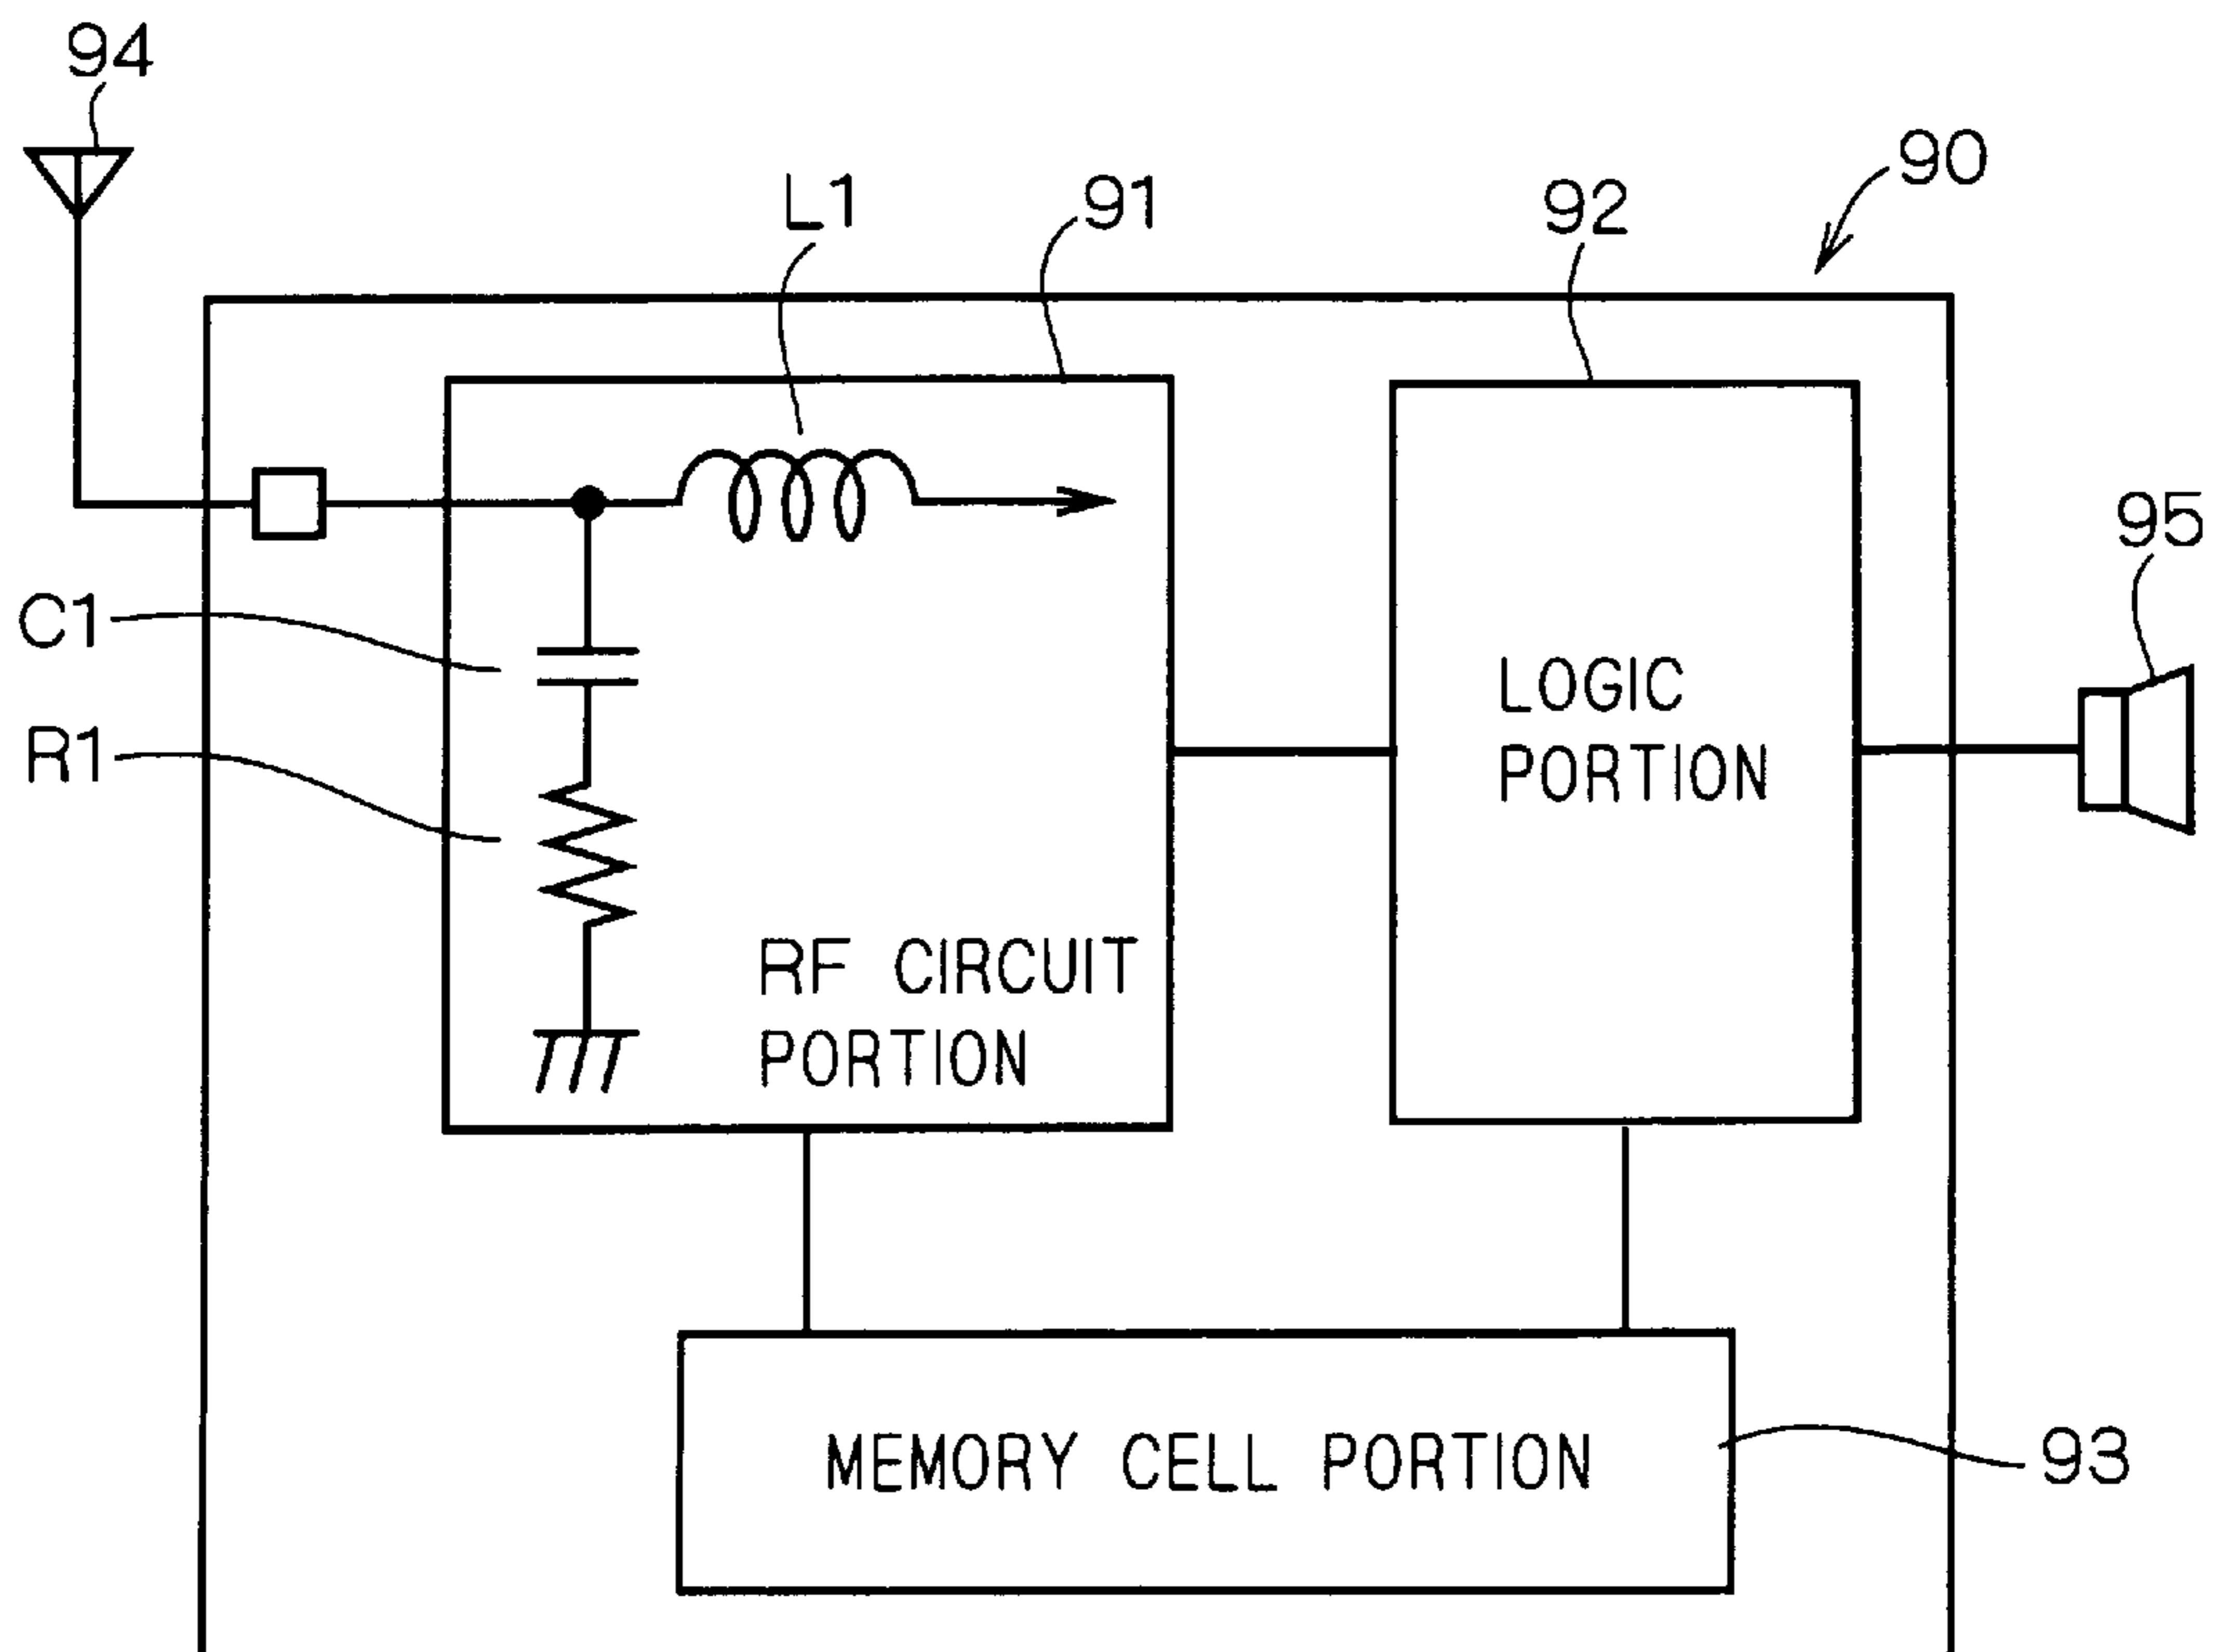 94
90
L1
91
92
95
C1
LOGIC
PORTION
R1
RF CIRCUIT
PORTION
MEMORY CELL PORTION
93